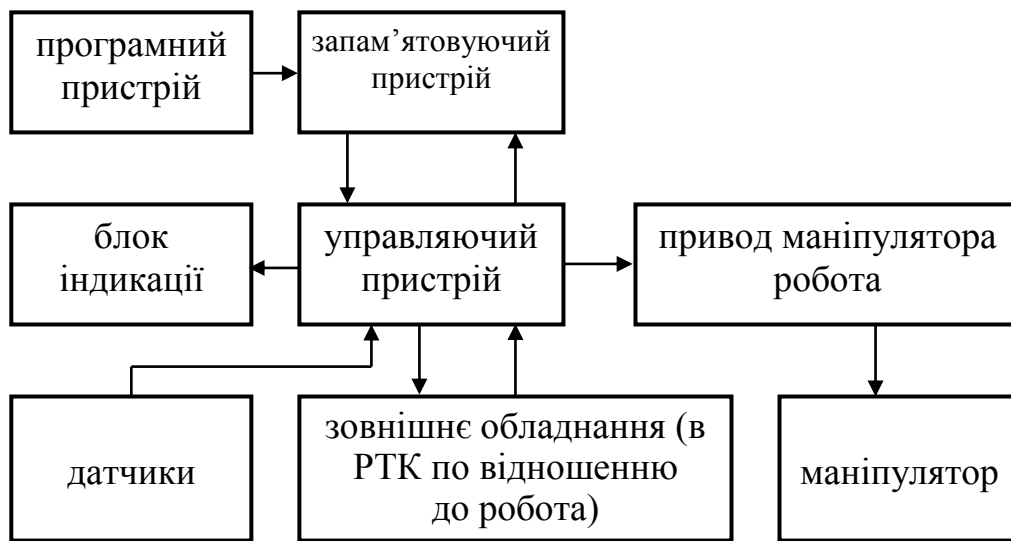 програмний
пристрій
запам’ятовуючий
пристрій
блок
індикації
управляючий
пристрій
привод маніпулятора
робота
датчики
зовнішнє обладнання (в
РТК по відношенню
до робота)
маніпулятор